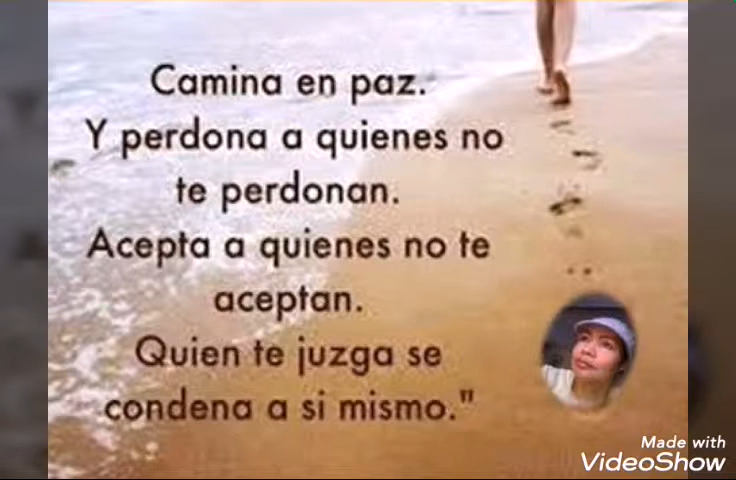 Camina en paz.
Y perdona a quienes no
te perdonan.
Acepta a quienes no te
aceptan.
Quien te juzga se
condena a si mismo."
Made with
VideoShow